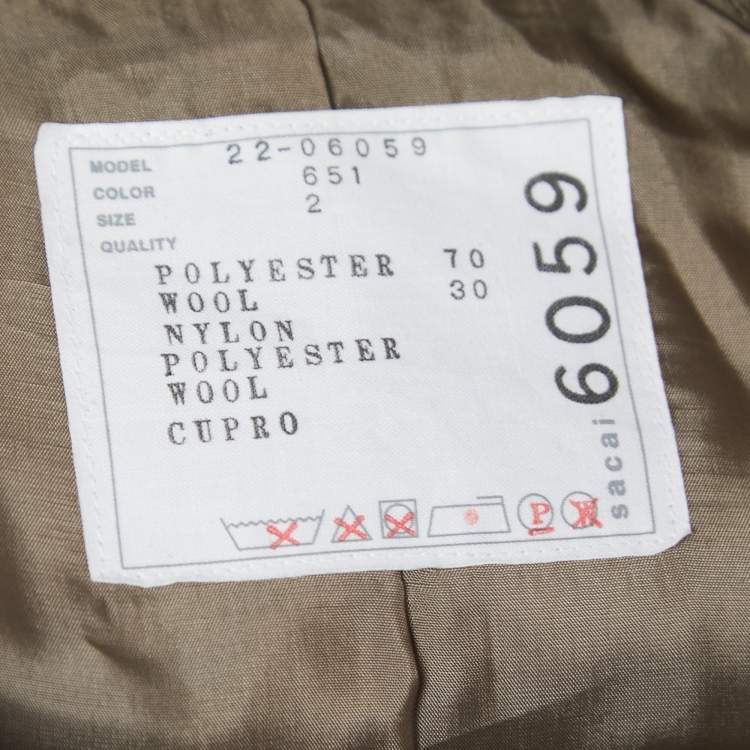 MODEL 22-06059
COLOR 651
SIZE 2
QUALITY
POLYESTER 70
WOOL 30
NYLON
POLYESTER
WOOL
CUPRO
sacai 6059
P
W